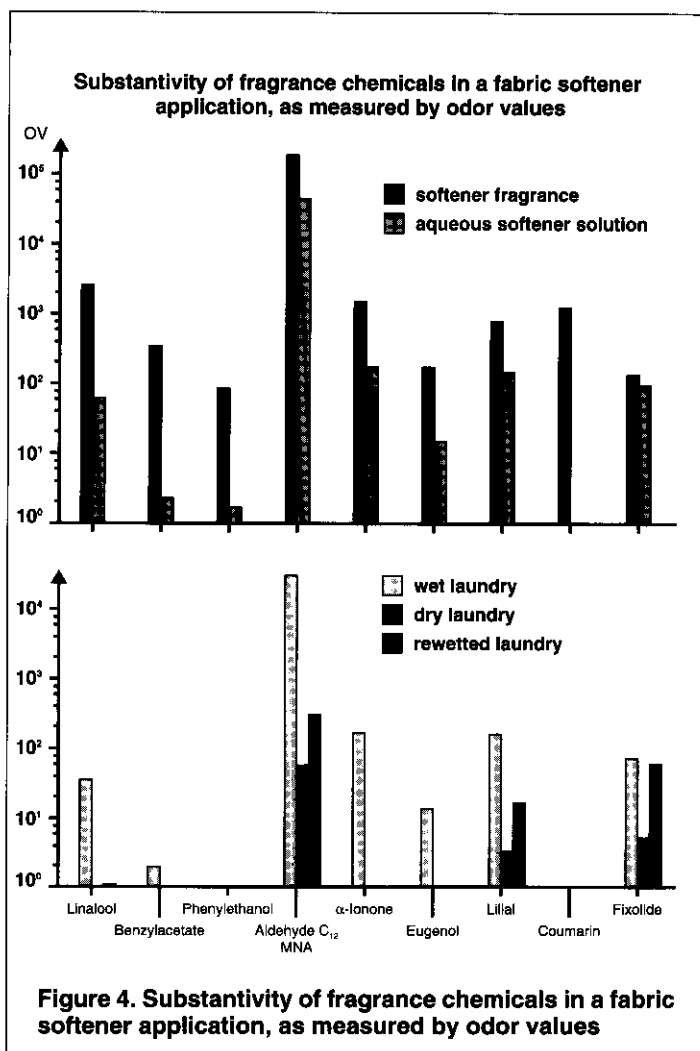 Substantivity of fragrance chemicals in a fabric softener
application, as measured by odor values
OV
10⁵
10⁴
10³
10²
10¹
10⁰
softener fragrance
aqueous softener solution
10⁴
10³
10²
10¹
10⁰
wet laundry
dry laundry
rewetted laundry
Linalool
Benzylacetate
Phenylethanol
Aldehyde C₁₂
MNA
α-Ionone
Eugenol
Lilial
Coumarin
Fixolide
Figure 4. Substantivity of fragrance chemicals in a fabric
softener application, as measured by odor values